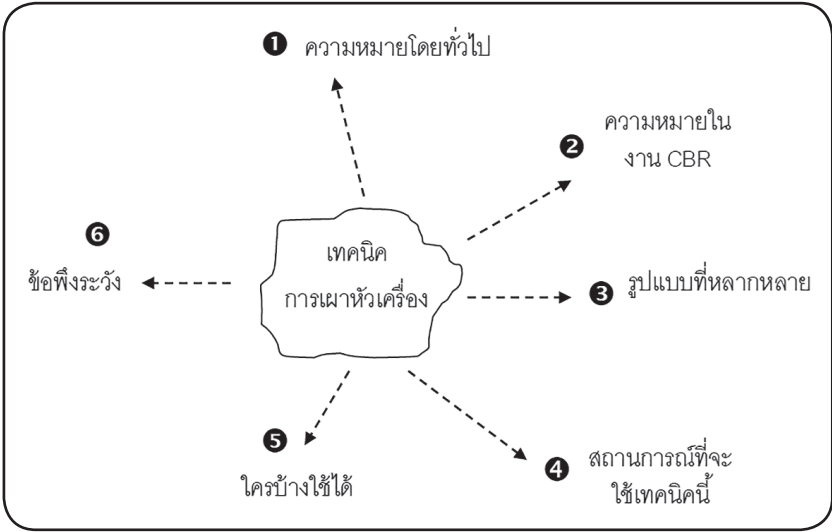 ❶ ความหมายโดยทั่วไป
❷ ความหมายใน
งาน CBR
❸ รูปแบบที่หลากหลาย
❹ สถานการณ์ที่จะ
ใช้เทคนิคนี้
❺
ใครบ้างใช้ได้
❻
ข้อพึงระวัง
เทคนิค
การเผาหัวเครื่อง